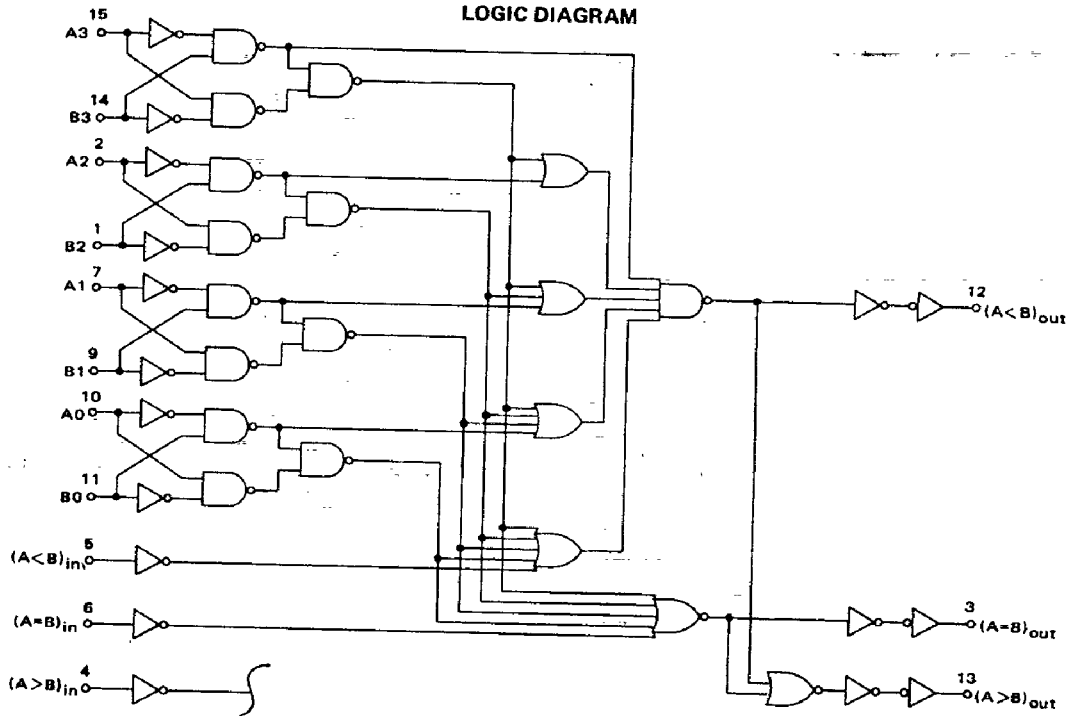 LOGIC DIAGRAM
15
A3
14
B3
2
A2
1
B2
7
A1
9
B1
10
A0
11
B0
5
(A<B)in
6
(A=B)in
4
(A>B)in
12
(A<B)out
3
(A=B)out
13
(A>B)out